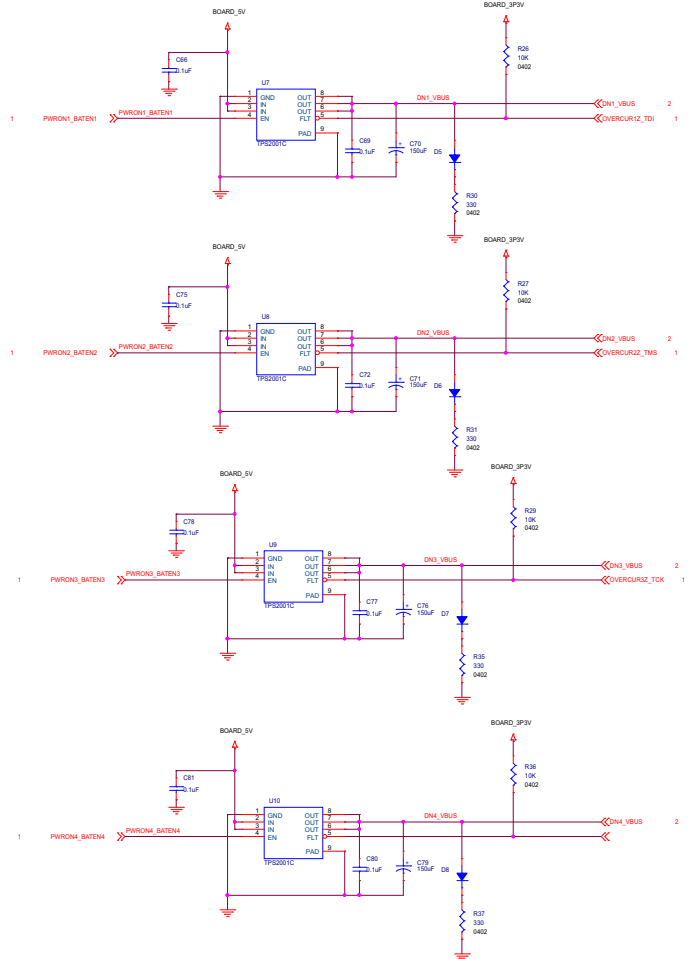 BOARD_5V
BOARD_3P3V
C66
0.1uF
R26
10K
0402
U7
1 GND OUT 8
2 IN OUT 7
3 IN OUT 6
4 EN FLT 5
PAD 9
TPS2001C
1 PWRON1_BATEN1 PWRON1_BATEN1
DN1_VBUS DN1_VBUS 2
OVERCUR1Z_TDI 1
C69
0.1uF
C70
150uF
D5
R30
330
0402
BOARD_5V
BOARD_3P3V
C75
0.1uF
R27
10K
0402
U8
1 GND OUT 8
2 IN OUT 7
3 IN OUT 6
4 EN FLT 5
PAD 9
TPS2001C
1 PWRON2_BATEN2 PWRON2_BATEN2
DN2_VBUS DN2_VBUS 2
OVERCUR2Z_TMS 1
C72
0.1uF
C71
150uF
D6
R31
330
0402
BOARD_5V
BOARD_3P3V
C78
0.1uF
R29
10K
0402
U9
1 GND OUT 8
2 IN OUT 7
3 IN OUT 6
4 EN FLT 5
PAD 9
TPS2001C
1 PWRON3_BATEN3 PWRON3_BATEN3
DN3_VBUS DN3_VBUS 2
OVERCUR3Z_TCK 1
C77
0.1uF
C76
150uF
D7
R35
330
0402
BOARD_5V
BOARD_3P3V
C81
0.1uF
R36
10K
0402
U10
1 GND OUT 8
2 IN OUT 7
3 IN OUT 6
4 EN FLT 5
PAD 9
TPS2001C
1 PWRON4_BATEN4 PWRON4_BATEN4
DN4_VBUS DN4_VBUS 2
C80
0.1uF
C79
150uF
D8
R37
330
0402